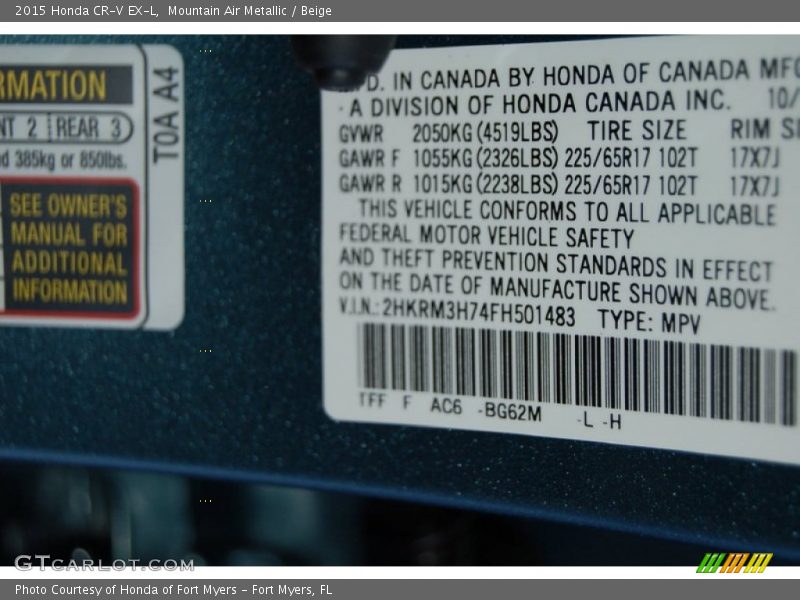 2015 Honda CR-V EX-L, Mountain Air Metallic / Beige
RMATION
NT 2 REAR 3
d 385kg or 850lbs.
SEE OWNER'S
MANUAL FOR
ADDITIONAL
INFORMATION
T0A A4
D. IN CANADA BY HONDA OF CANADA MFG
- A DIVISION OF HONDA CANADA INC. 10/
GVWR 2050KG (4519LBS) TIRE SIZE RIM SI
GAWR F 1055KG (2326LBS) 225/65R17 102T 17X7J
GAWR R 1015KG (2238LBS) 225/65R17 102T 17X7J
THIS VEHICLE CONFORMS TO ALL APPLICABLE
FEDERAL MOTOR VEHICLE SAFETY
AND THEFT PREVENTION STANDARDS IN EFFECT
ON THE DATE OF MANUFACTURE SHOWN ABOVE.
V.I.N.: 2HKRM3H74FH501483 TYPE: MPV
TFF F AC6 -BG62M -L -H
GTcarlot.com
Photo Courtesy of Honda of Fort Myers - Fort Myers, FL